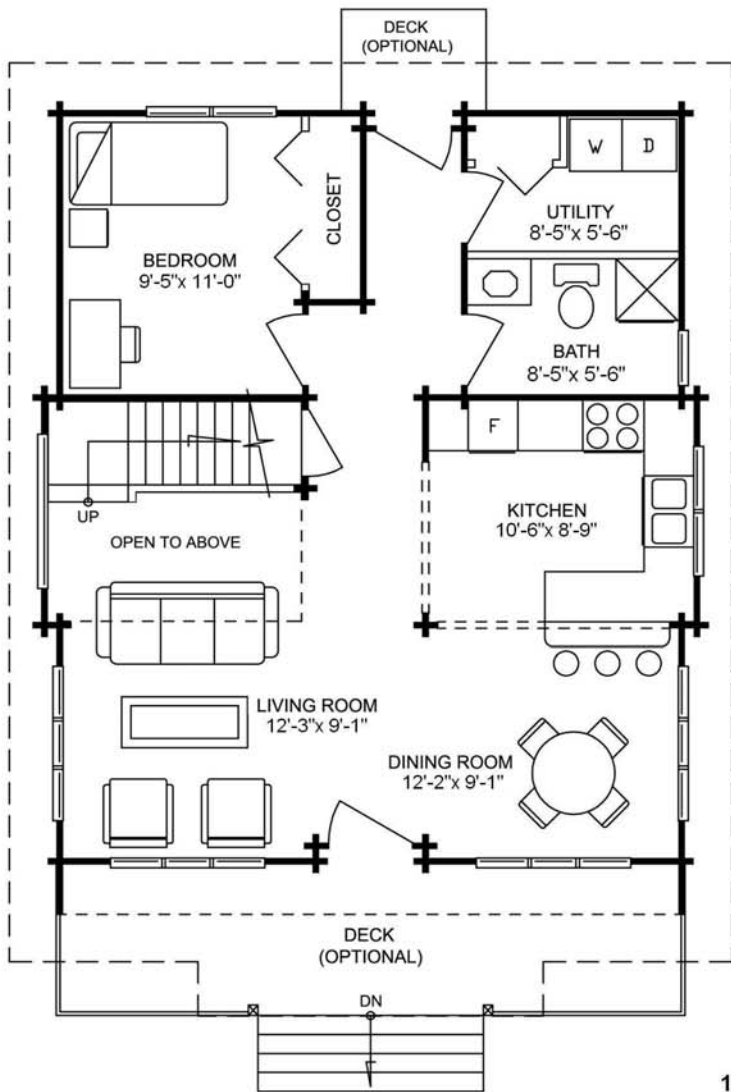 DECK
(OPTIONAL)
W
D
CLOSET
UTILITY
8'-5"x 5'-6"
BEDROOM
9'-5"x 11'-0"
BATH
8'-5"x 5'-6"
F
KITCHEN
10'-6"x 8'-9"
UP
OPEN TO ABOVE
LIVING ROOM
12'-3"x 9'-1"
DINING ROOM
12'-2"x 9'-1"
DECK
(OPTIONAL)
DN
1